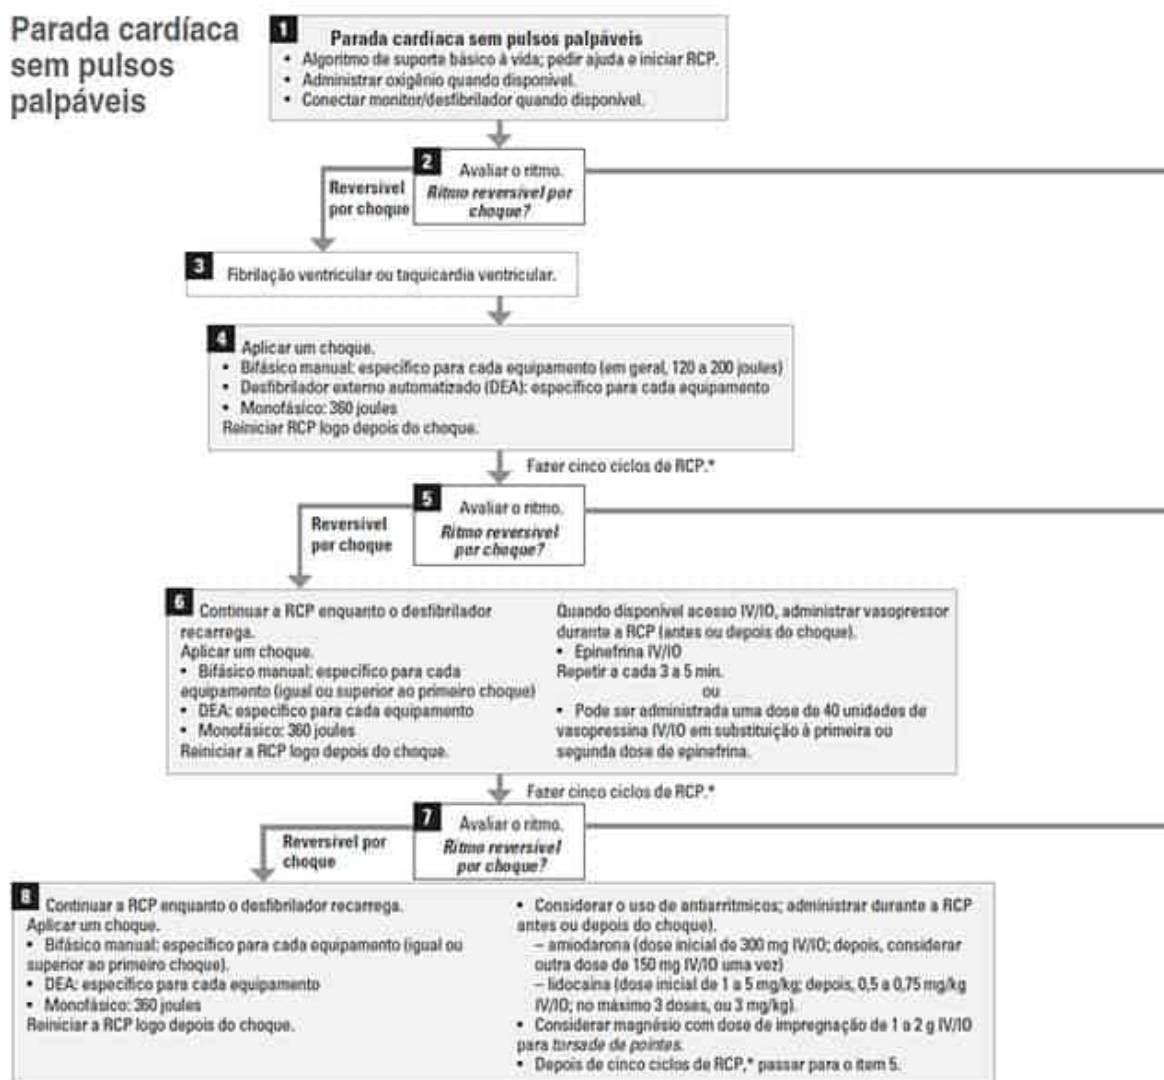 Parada cardíaca
sem pulsos
palpáveis
1
Parada cardíaca sem pulsos palpáveis
• Algoritmo de suporte básico à vida; pedir ajuda e iniciar RCP.
• Administrar oxigênio quando disponível.
• Conectar monitor/desfibrilador quando disponível.
2
Avaliar o ritmo.
Ritmo reversível por
choque?
Reversível
por choque
3
Fibrilação ventricular ou taquicardia ventricular.
4
Aplicar um choque.
• Bifásico manual: específico para cada equipamento (em geral, 120 a 200 joules)
• Desfibrilador externo automatizado (DEA): específico para cada equipamento
• Monofásico: 360 joules
Reiniciar RCP logo depois do choque.
Fazer cinco ciclos de RCP.*
5
Avaliar o ritmo.
Ritmo reversível
por choque?
Reversível
por choque
6
Continuar a RCP enquanto o desfibrilador
recarrega.
Aplicar um choque.
• Bifásico manual: específico para cada
equipamento (igual ou superior ao primeiro choque)
• DEA: específico para cada equipamento
• Monofásico: 360 joules
Reiniciar a RCP logo depois do choque.
Quando disponível acesso IV/IO, administrar vasopressor
durante a RCP (antes ou depois do choque).
• Epinefrina IV/IO
Repetir a cada 3 a 5 min.
ou
• Pode ser administrada uma dose de 40 unidades de
vasopressina IV/IO em substituição à primeira ou
segunda dose de epinefrina.
Fazer cinco ciclos de RCP.*
7
Avaliar o ritmo.
Ritmo reversível
por choque?
Reversível por
choque
8
Continuar a RCP enquanto o desfibrilador recarrega.
Aplicar um choque.
• Bifásico manual: específico para cada equipamento (igual ou
superior ao primeiro choque).
• DEA: específico para cada equipamento
• Monofásico: 360 joules
Reiniciar a RCP logo depois do choque.
• Considerar o uso de antiarrítmicos; administrar durante a RCP
antes ou depois do choque).
– amiodarona (dose inicial de 300 mg IV/IO; depois, considerar
outra dose de 150 mg IV/IO uma vez)
– lidocaína (dose inicial de 1 a 5 mg/kg; depois, 0,5 a 0,75 mg/kg
IV/IO; no máximo 3 doses, ou 3 mg/kg).
• Considerar magnésio com dose de impregnação de 1 a 2 g IV/IO
para torsade de pointes.
• Depois de cinco ciclos de RCP,* passar para o item 5.